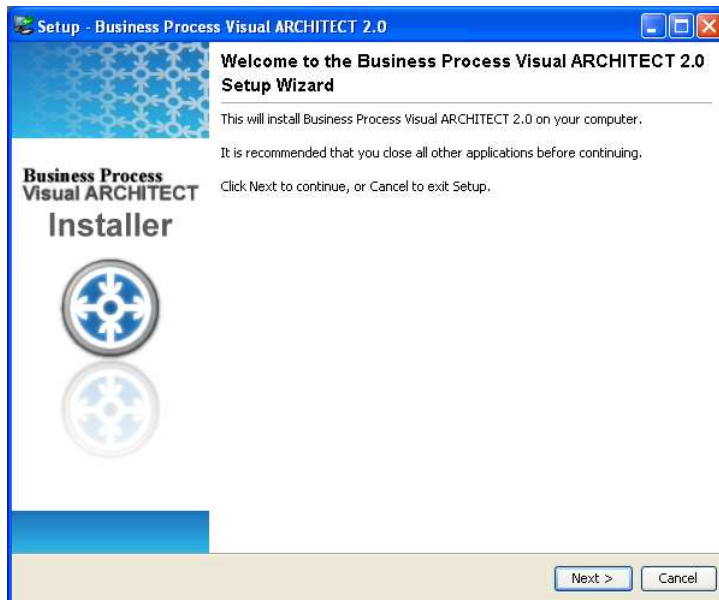 Setup - Business Process Visual ARCHITECT 2.0
Welcome to the Business Process Visual ARCHITECT 2.0
Setup Wizard
This will install Business Process Visual ARCHITECT 2.0 on your computer.
It is recommended that you close all other applications before continuing.
Click Next to continue, or Cancel to exit Setup.
Business Process
Visual ARCHITECT
Installer
Next > Cancel